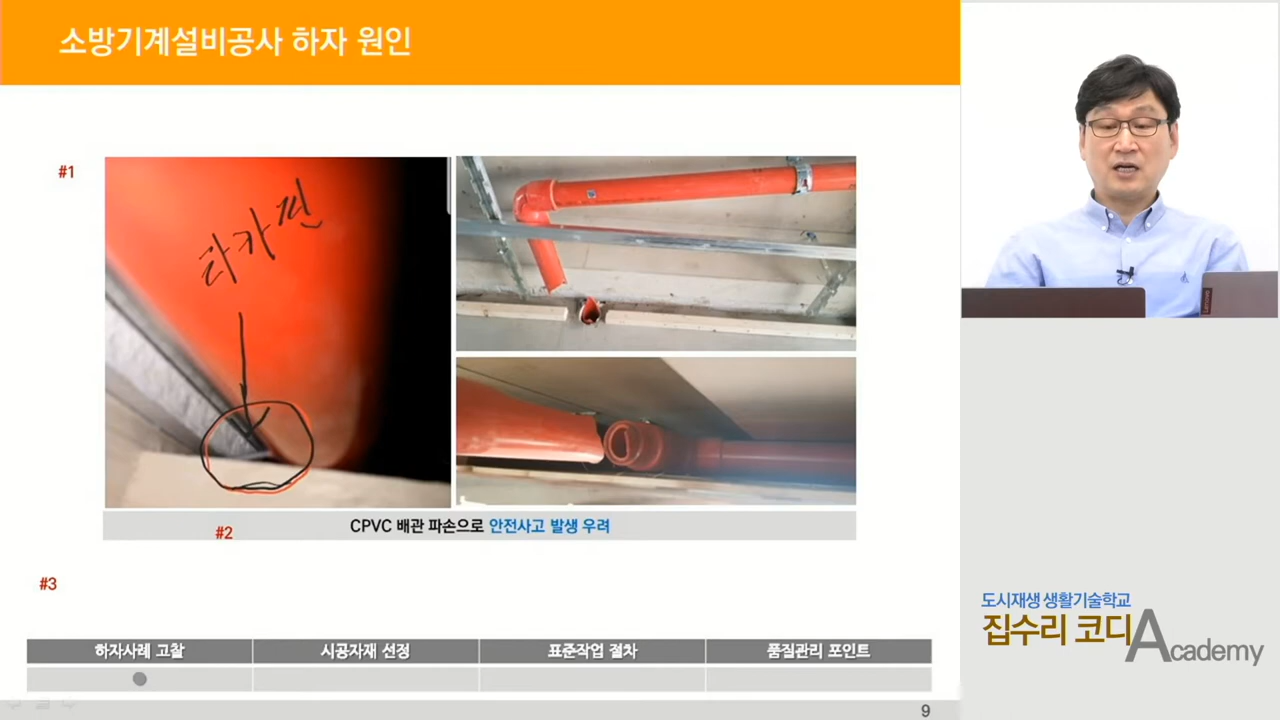 소방기계설비공사 하자 원인
#1
타카핀
#2
CPVC 배관 파손으로 안전사고 발생 우려
#3
하자사례 고찰
시공자재 선정
표준작업 절차
품질관리 포인트
9
Lenovo
도시재생 생활기술학교
집수리 코디Academy